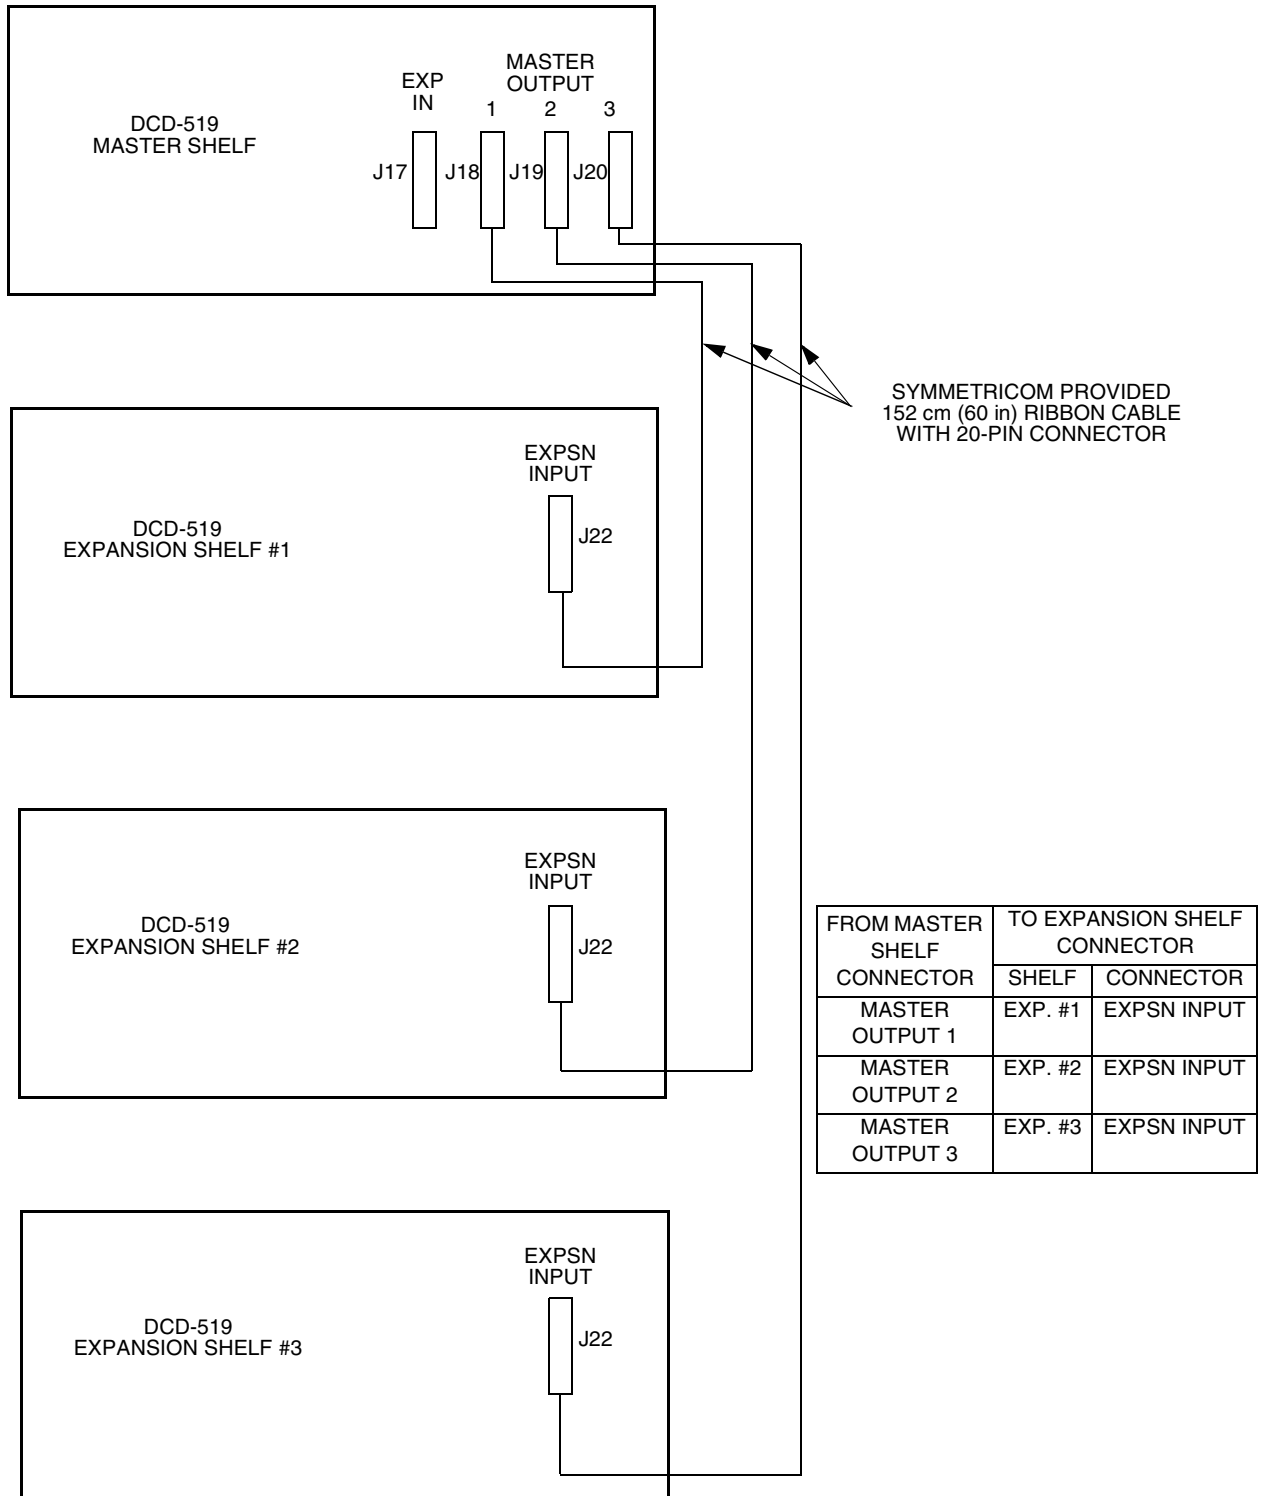 DCD-519
MASTER SHELF
EXP
IN
MASTER
OUTPUT
1 2 3
J17 J18 J19 J20
SYMMETRICOM PROVIDED
152 cm (60 in) RIBBON CABLE
WITH 20-PIN CONNECTOR
DCD-519
EXPANSION SHELF #1
EXPSN
INPUT
J22
DCD-519
EXPANSION SHELF #2
EXPSN
INPUT
J22
FROM MASTER
SHELF
CONNECTOR
TO EXPANSION SHELF
CONNECTOR
SHELF CONNECTOR
MASTER
OUTPUT 1
EXP. #1 EXPSN INPUT
MASTER
OUTPUT 2
EXP. #2 EXPSN INPUT
MASTER
OUTPUT 3
EXP. #3 EXPSN INPUT
DCD-519
EXPANSION SHELF #3
EXPSN
INPUT
J22